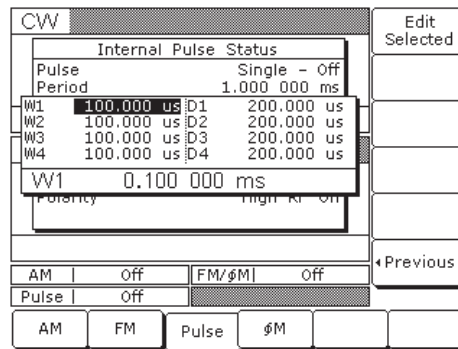 CW
Edit
Selected
Internal Pulse Status
Pulse Single - Off
Period 1.000 000 ms
W1 100.000 us D1 200.000 us
W2 100.000 us D2 200.000 us
W3 100.000 us D3 200.000 us
W4 100.000 us D4 200.000 us
W1 0.100 000 ms
Polarity High RF On
◂Previous
AM | Off FM/ϕM| Off
Pulse | Off
AM FM Pulse ϕM